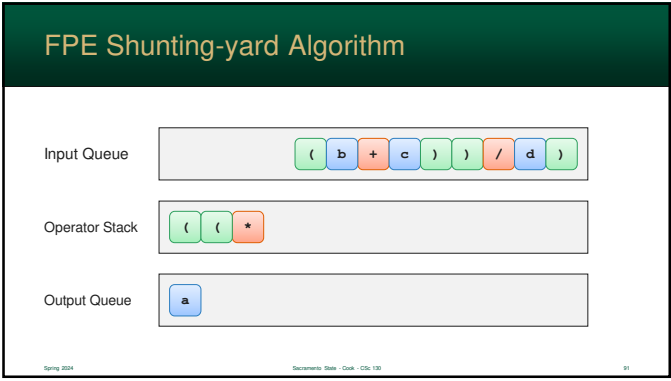 FPE Shunting-yard Algorithm
Input Queue ( b + c ) ) / d )
Operator Stack ( ( *
Output Queue a
Spring 2024 Sacramento State - Cook - CSc 130 91